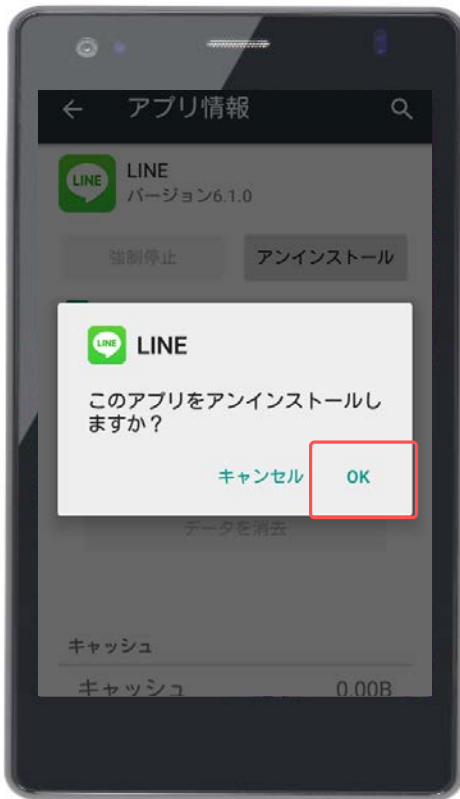 アプリ情報
LINE
LINE
バージョン6.1.0
強制停止
アンインストール
LINE
LINE
このアプリをアンインストールし
ますか？
キャンセル
OK
データを消去
キャッシュ
キャッシュ
0.00B